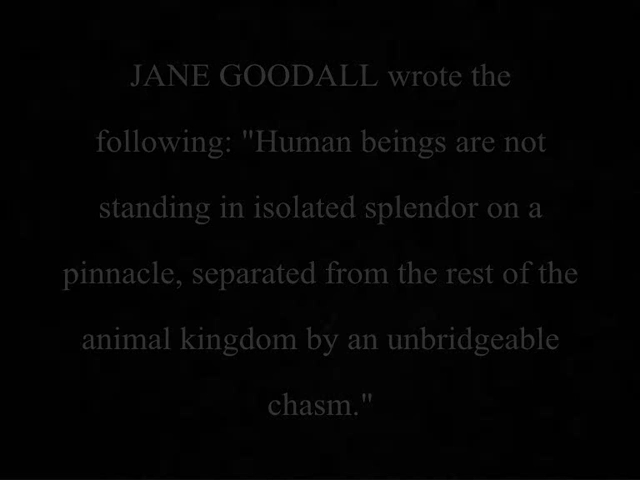 JANE GOODALL wrote the
following: "Human beings are not
standing in isolated splendor on a
pinnacle, separated from the rest of the
animal kingdom by an unbridgeable
chasm."